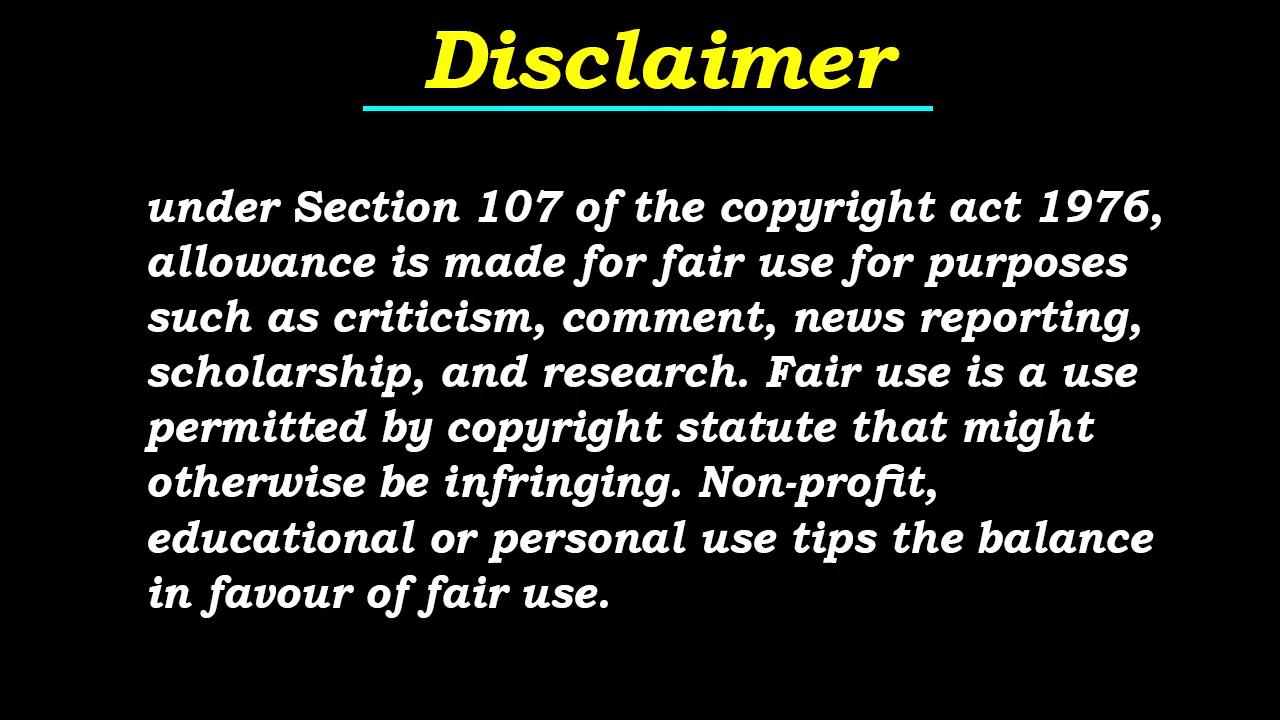 Disclaimer
under Section 107 of the copyright act 1976,
allowance is made for fair use for purposes
such as criticism, comment, news reporting,
scholarship, and research. Fair use is a use
permitted by copyright statute that might
otherwise be infringing. Non-profit,
educational or personal use tips the balance
in favour of fair use.